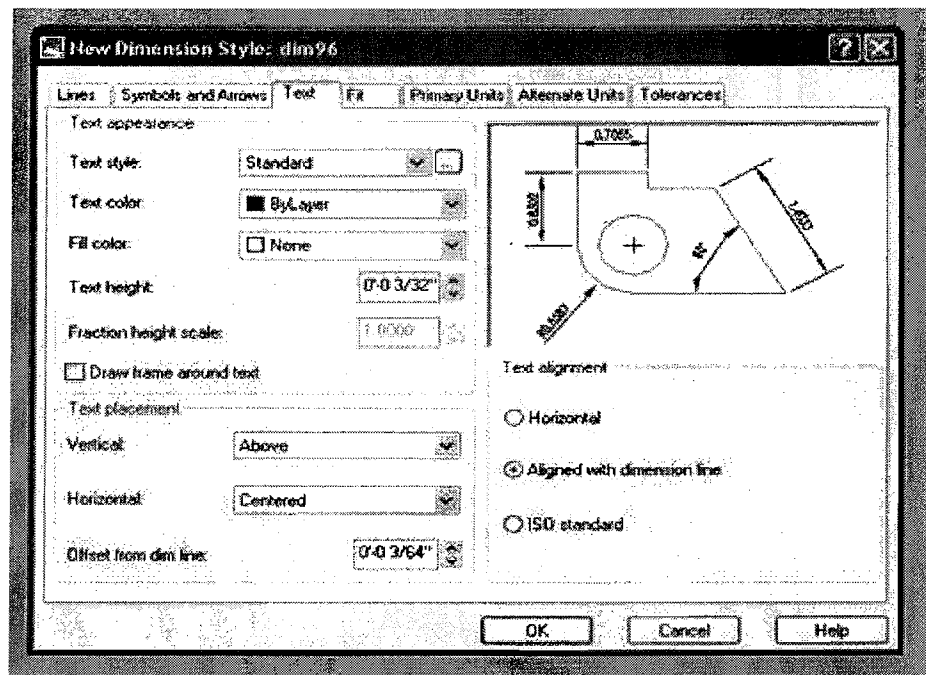 New Dimension Style: dim96
Lines Symbols and Arrows Text Fit Primary Units Alternate Units Tolerances
Text appearance
Text style: Standard ...
Text color: ByLayer
Fill color: None
Text height: 0'-0 3/32"
Fraction height scale: 1.0000
Draw frame around text
Text placement
Vertical: Above
Horizontal: Centered
Offset from dim line: 0'-0 3/64"
0.7065
60°
Text alignment
Horizontal
Aligned with dimension line
ISO standard
OK Cancel Help